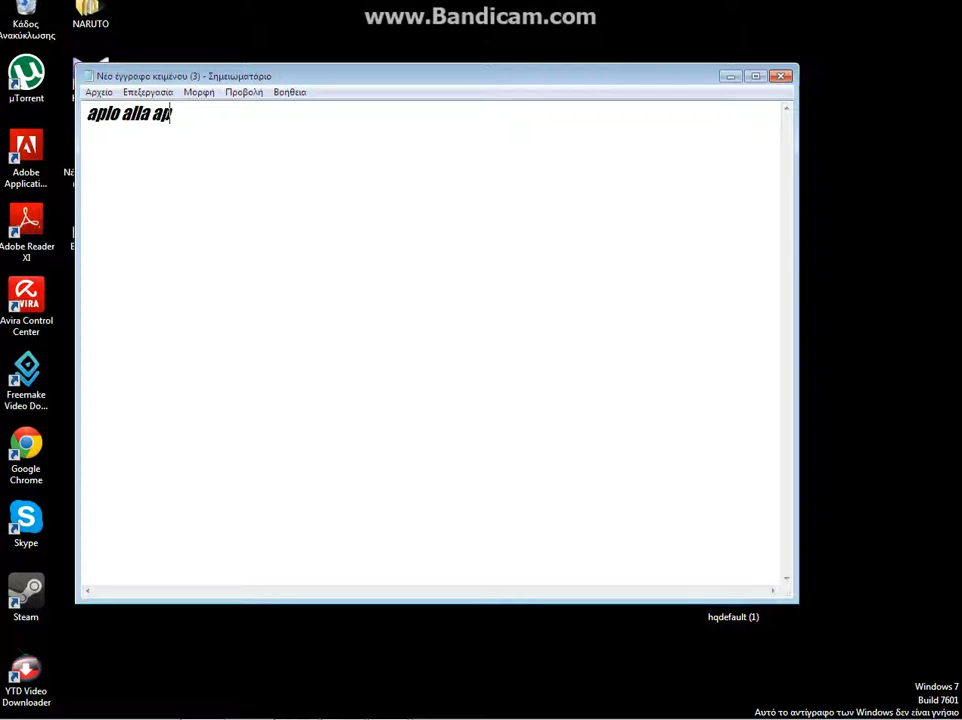 www.Bandicam.com
Κάδος
Ανακύκλωσης
NARUTO
μTorrent
Adobe
Applicati...
Adobe Reader
XI
Avira Control
Center
Freemake
Video Do...
Google
Chrome
Skype
Steam
YTD Video
Downloader
Νέο έγγραφο κειμένου (3) - Σημειωματάριο
Αρχείο Επεξεργασία Μορφή Προβολή Βοήθεια
aplo alla ap
hqdefault (1)
Windows 7
Build 7601
Αυτό το αντίγραφο των Windows δεν είναι γνήσιο